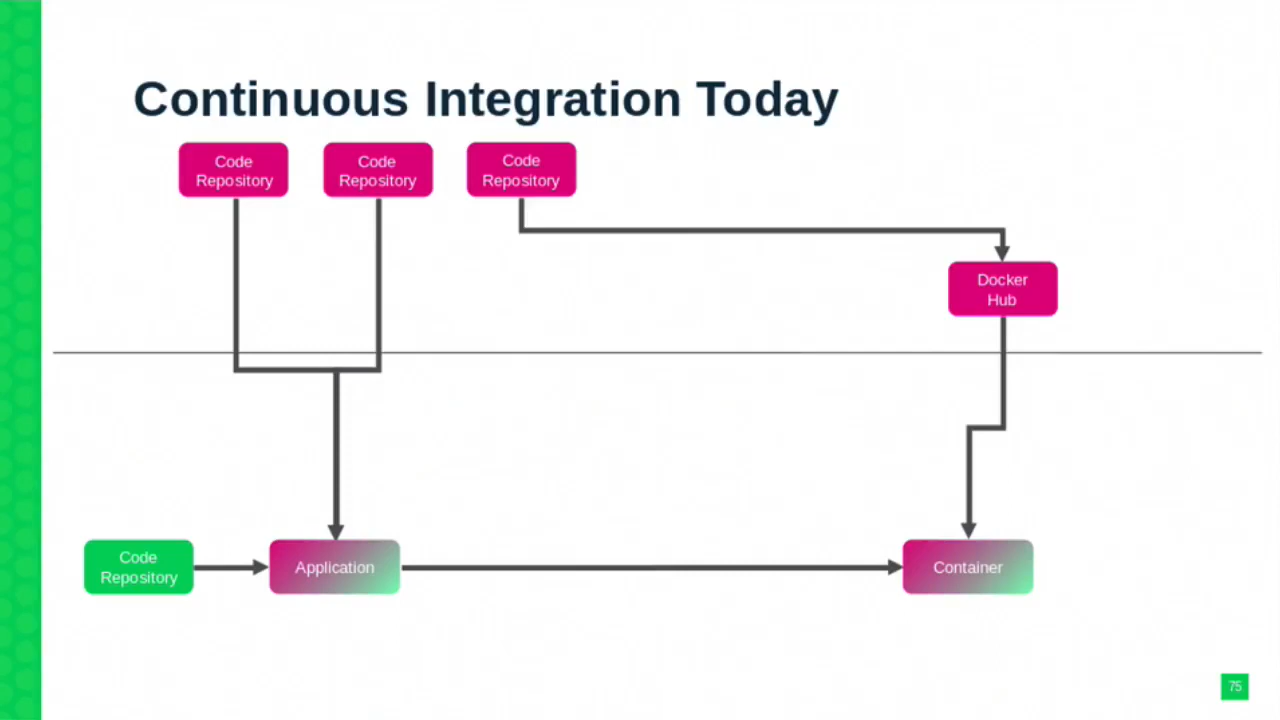 Continuous Integration Today
Code
Repository
Code
Repository
Code
Repository
Docker
Hub
Code
Repository
Application
Container
75